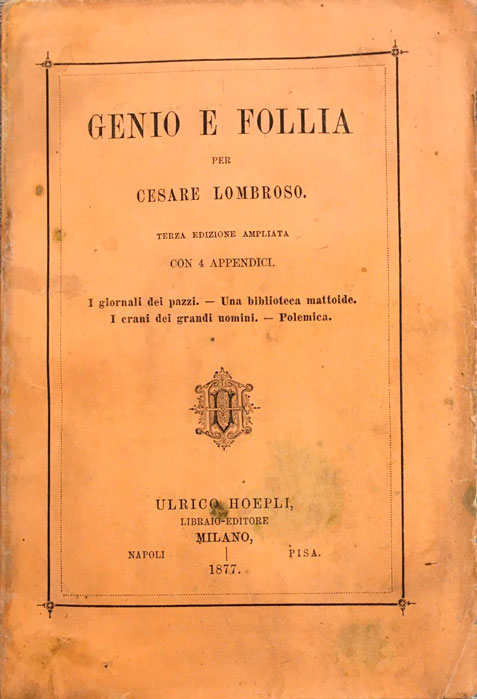 GENIO E FOLLIA
PER
CESARE LOMBROSO.
TERZA EDIZIONE AMPLIATA
CON 4 APPENDICI.
I giornali dei pazzi. — Una biblioteca mattoide.
I crani dei grandi uomini. — Polemica.
ULRICO HOEPLI,
LIBRAIO-EDITORE
MILANO,
NAPOLI | PISA.
1877.